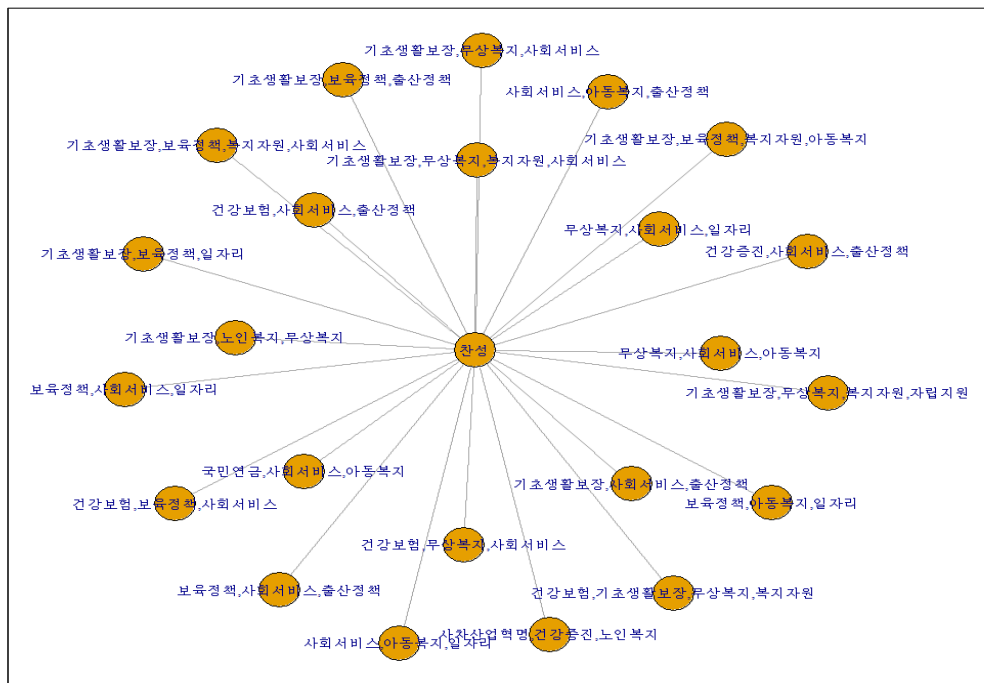 기초생활보장,무상복지,사회서비스
기초생활보장,보육정책,출산정책
사회서비스,아동복지,출산정책
기초생활보장,보육정책,복지자원,사회서비스
기초생활보장,보육정책,복지자원,아동복지
기초생활보장,무상복지,복지자원,사회서비스
건강보험,사회서비스,출산정책
무상복지,사회서비스,일자리
기초생활보장,보육정책,일자리
건강증진,사회서비스,출산정책
기초생활보장,노인복지,무상복지
찬성
무상복지,사회서비스,아동복지
보육정책,사회서비스,일자리
기초생활보장,무상복지,복지자원,자립지원
국민연금,사회서비스,아동복지
기초생활보장,사회서비스,출산정책
건강보험,보육정책,사회서비스
보육정책,아동복지,일자리
건강보험,무상복지,사회서비스
보육정책,사회서비스,출산정책
건강보험,기초생활보장,무상복지,복지자원
사회서비스,아동복지,일자리
사차산업혁명,건강증진,노인복지